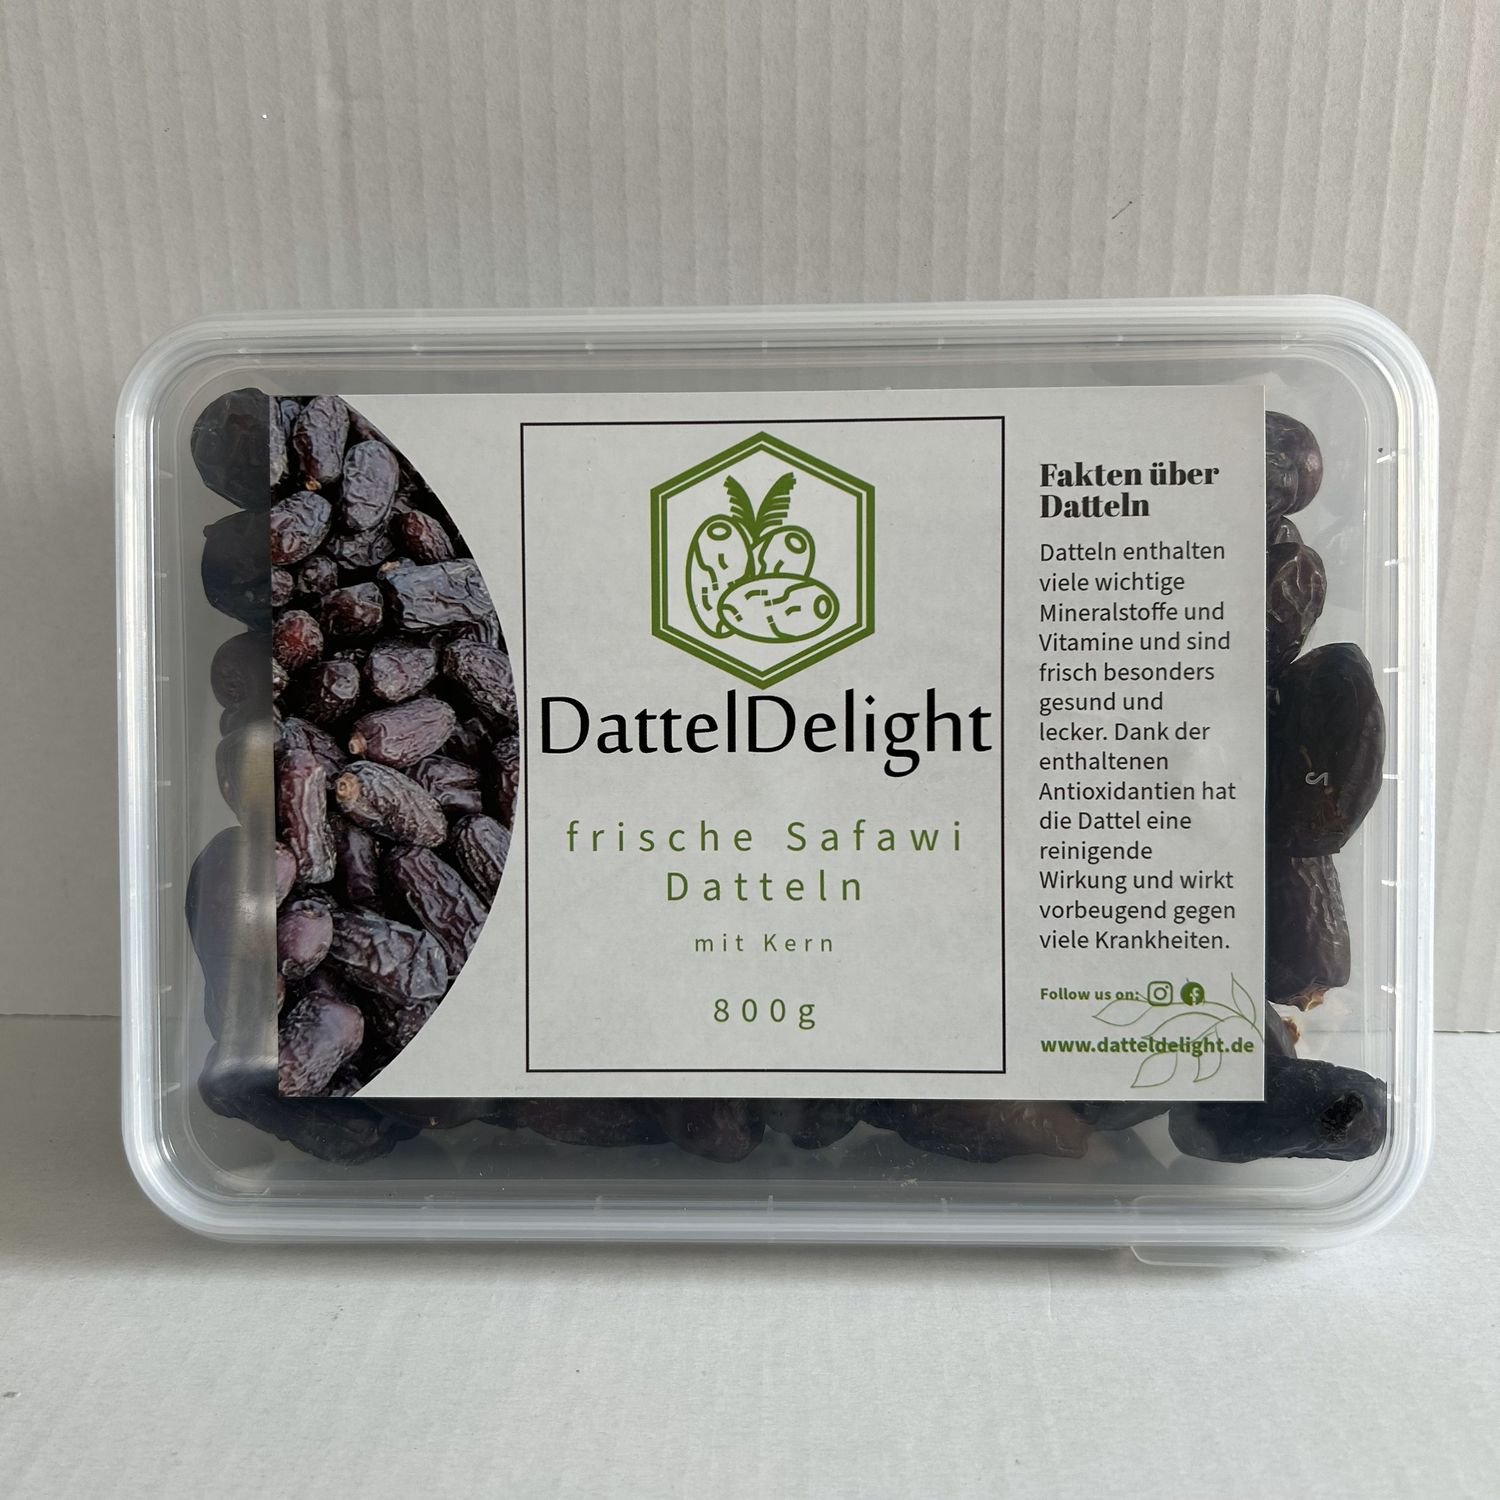 DattelDelight
frische Safawi
Datteln
mit Kern
800g
Fakten über
Datteln
Datteln enthalten
viele wichtige
Mineralstoffe und
Vitamine und sind
frisch besonders
gesund und
lecker. Dank der
enthaltenen
Antioxidantien hat
die Dattel eine
reinigende
Wirkung und wirkt
vorbeugend gegen
viele Krankheiten.
Follow us on:
www.datteldelight.de